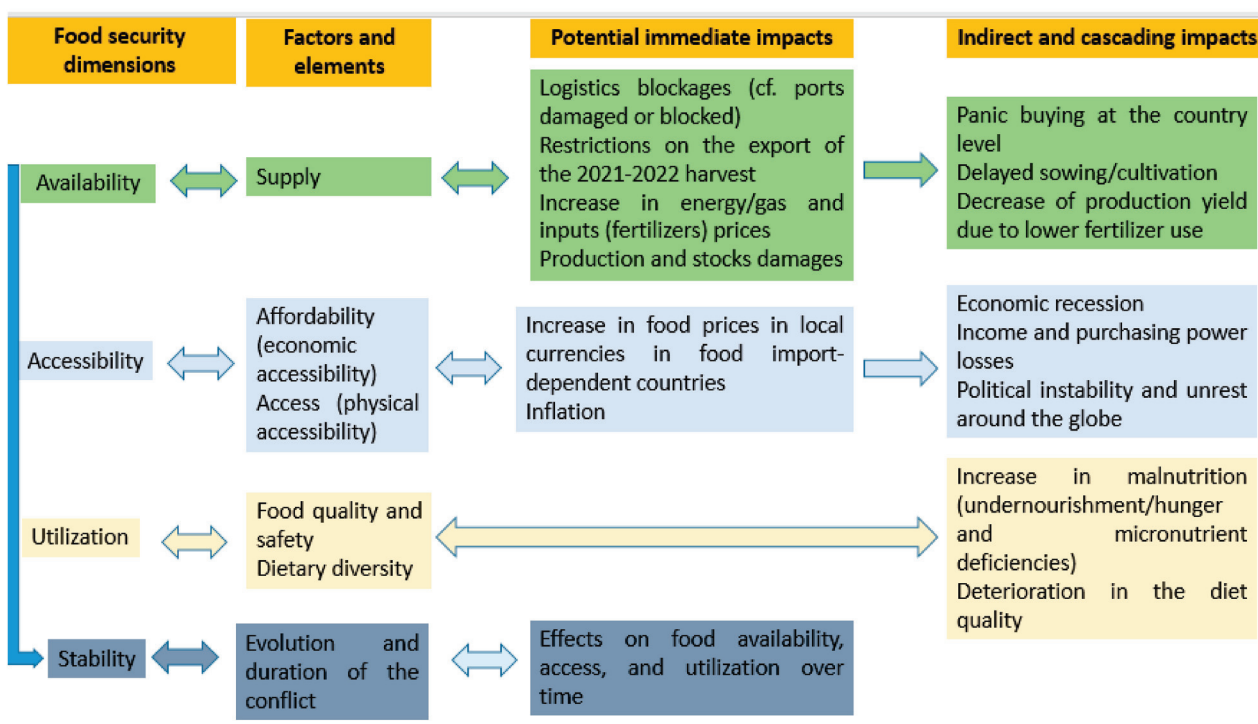 Food security
dimensions
Factors and
elements
Potential immediate impacts
Indirect and cascading impacts
Availability
Supply
Logistics blockages (cf. ports
damaged or blocked)
Restrictions on the export of
the 2021-2022 harvest
Increase in energy/gas and
inputs (fertilizers) prices
Production and stocks damages
Panic buying at the country
level
Delayed sowing/cultivation
Decrease of production yield
due to lower fertilizer use
Accessibility
Affordability
(economic
accessibility)
Access (physical
accessibility)
Increase in food prices in local
currencies in food import-
dependent countries
Inflation
Economic recession
Income and purchasing power
losses
Political instability and unrest
around the globe
Utilization
Food quality and
safety
Dietary diversity
Increase in malnutrition
(undernourishment/hunger
and micronutrient
deficiencies)
Deterioration in the diet
quality
Stability
Evolution and
duration of the
conflict
Effects on food availability,
access, and utilization over
time